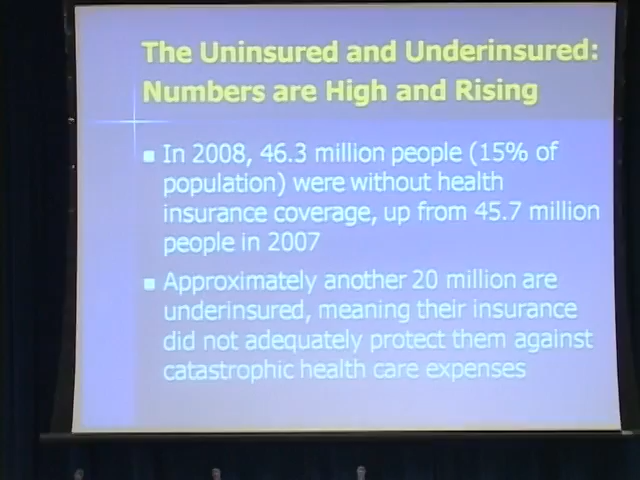 The Uninsured and Underinsured:
Numbers are High and Rising
In 2008, 46.3 million people (15% of
population) were without health
insurance coverage, up from 45.7 million
people in 2007
Approximately another 20 million are
underinsured, meaning their insurance
did not adequately protect them against
catastrophic health care expenses